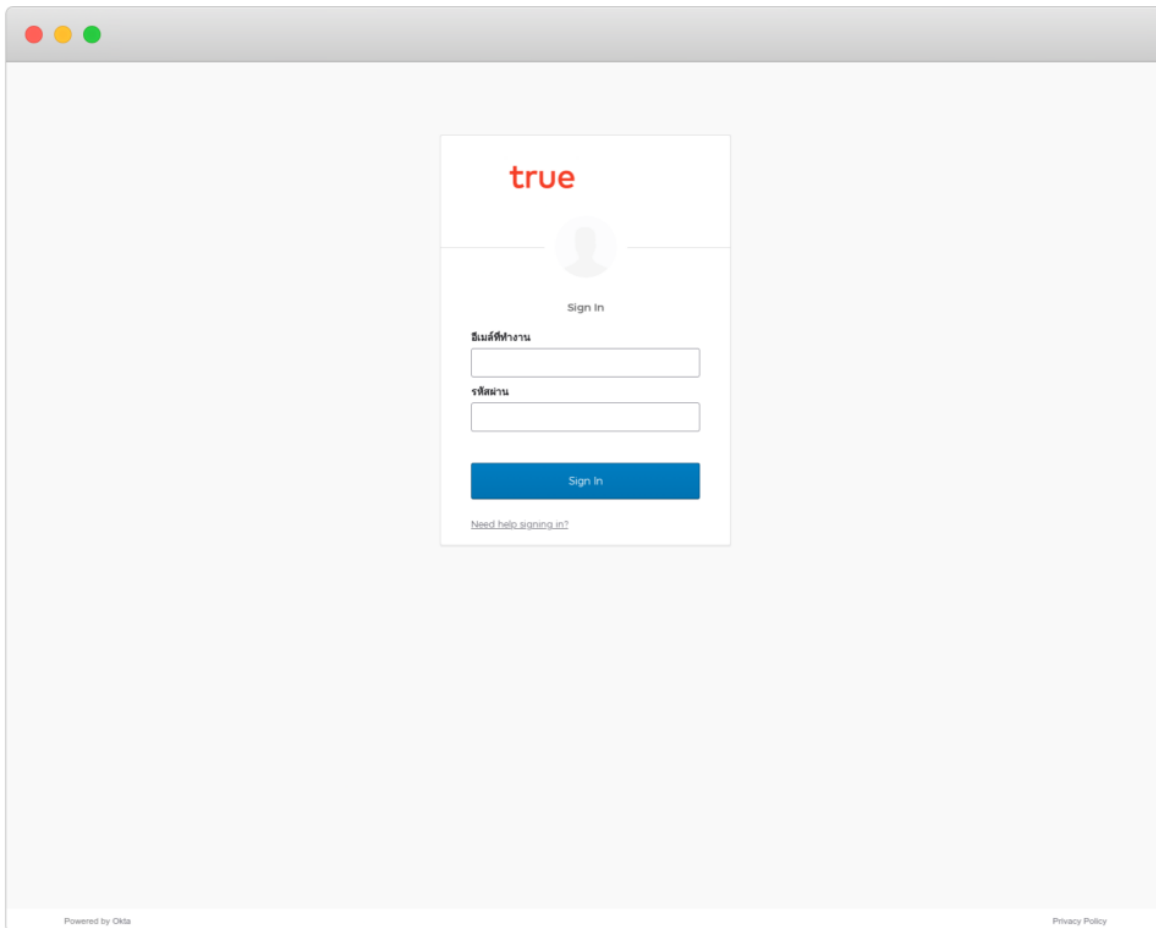 true
Sign In
อีเมล์ที่ทำงาน
รหัสผ่าน
Sign In
Need help signing in?
Powered by Okta
Privacy Policy